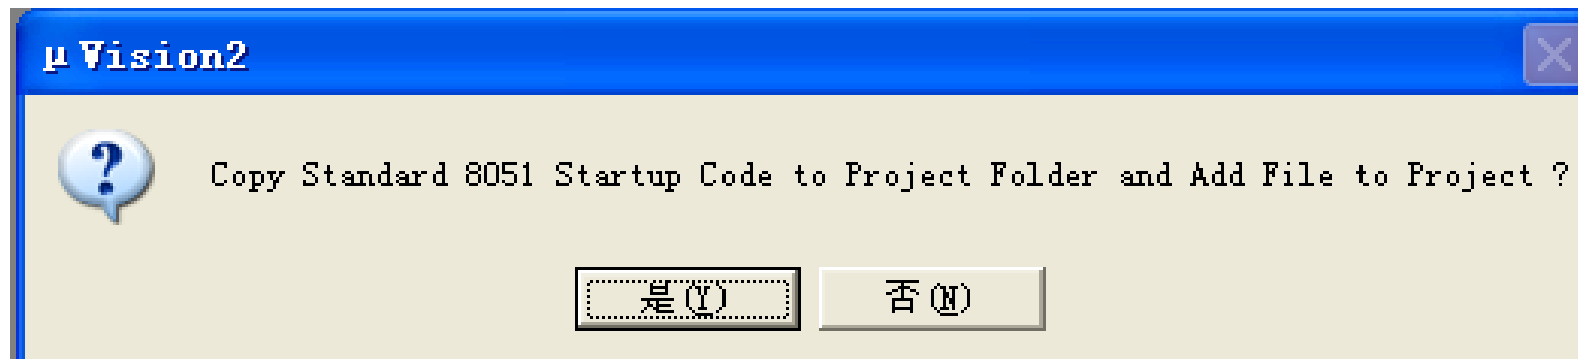 μVision2
Copy Standard 8051 Startup Code to Project Folder and Add File to Project ?
是(Y) 否(N)